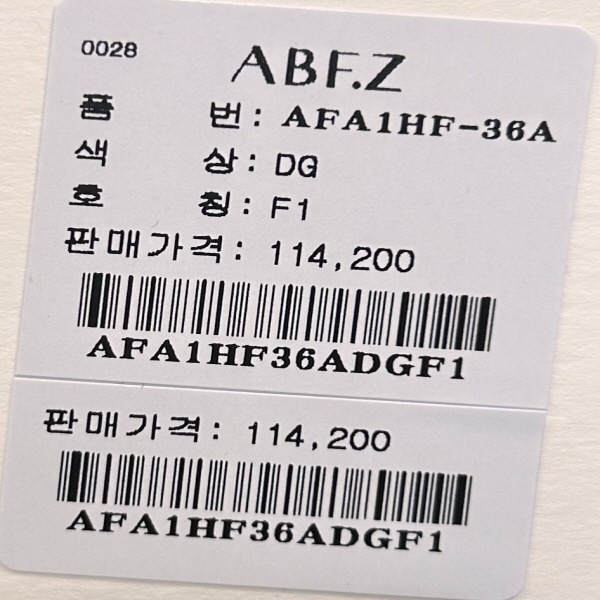 0028
ABF.Z
품 번: AFA1HF-36A
색 상: DG
호 칭: F1
판매가격: 114,200
AFA1HF36ADGF1
판매가격: 114,200
AFA1HF36ADGF1